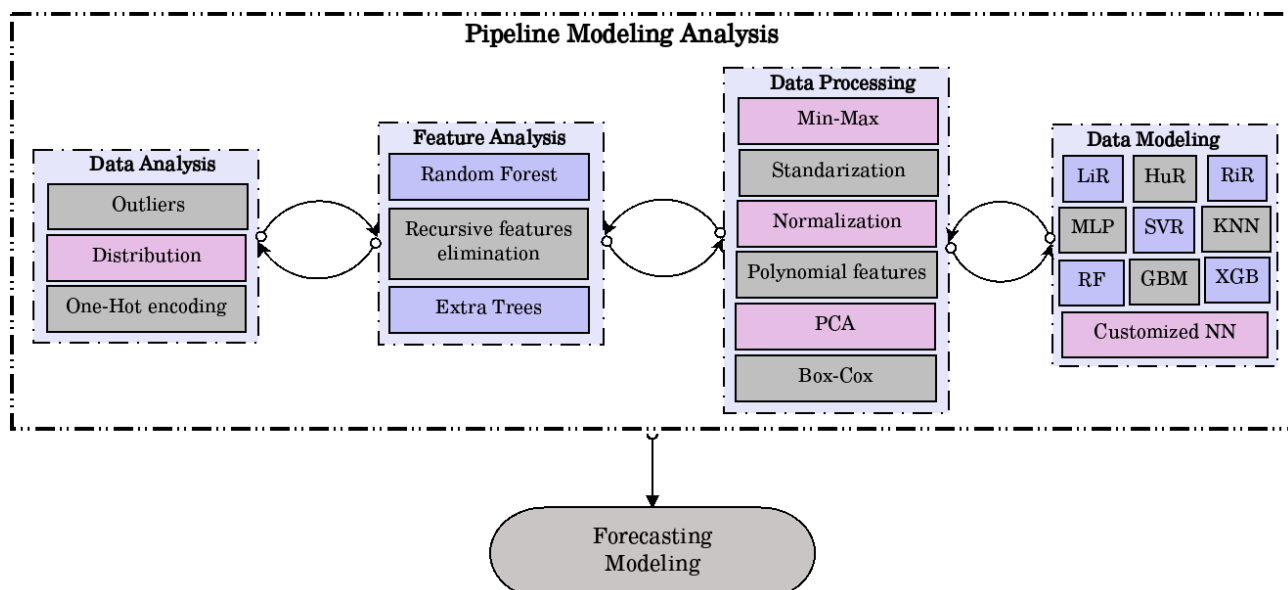 Pipeline Modeling Analysis
Data Analysis
Outliers
Distribution
One-Hot encoding
Feature Analysis
Random Forest
Recursive features
elimination
Extra Trees
Data Processing
Min-Max
Standarization
Normalization
Polynomial features
PCA
Box-Cox
Data Modeling
LiR HuR RiR
MLP SVR KNN
RF GBM XGB
Customized NN
Forecasting
Modeling